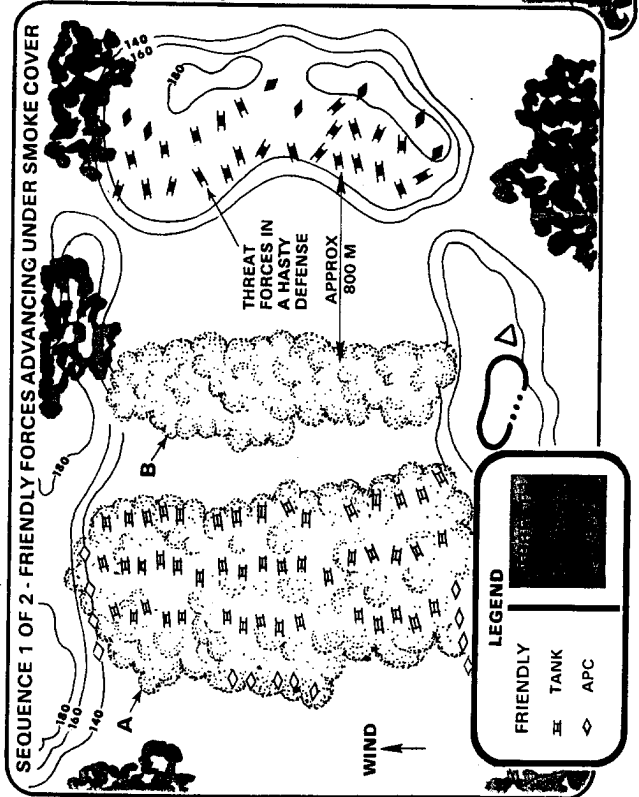 SEQUENCE 1 OF 2 - FRIENDLY FORCES ADVANCING UNDER SMOKE COVER
180
160
140
180
140
160
180
A
B
THREAT
FORCES IN
A HASTY
DEFENSE
APPROX
800 M
WIND
LEGEND
FRIENDLY
TANK
APC